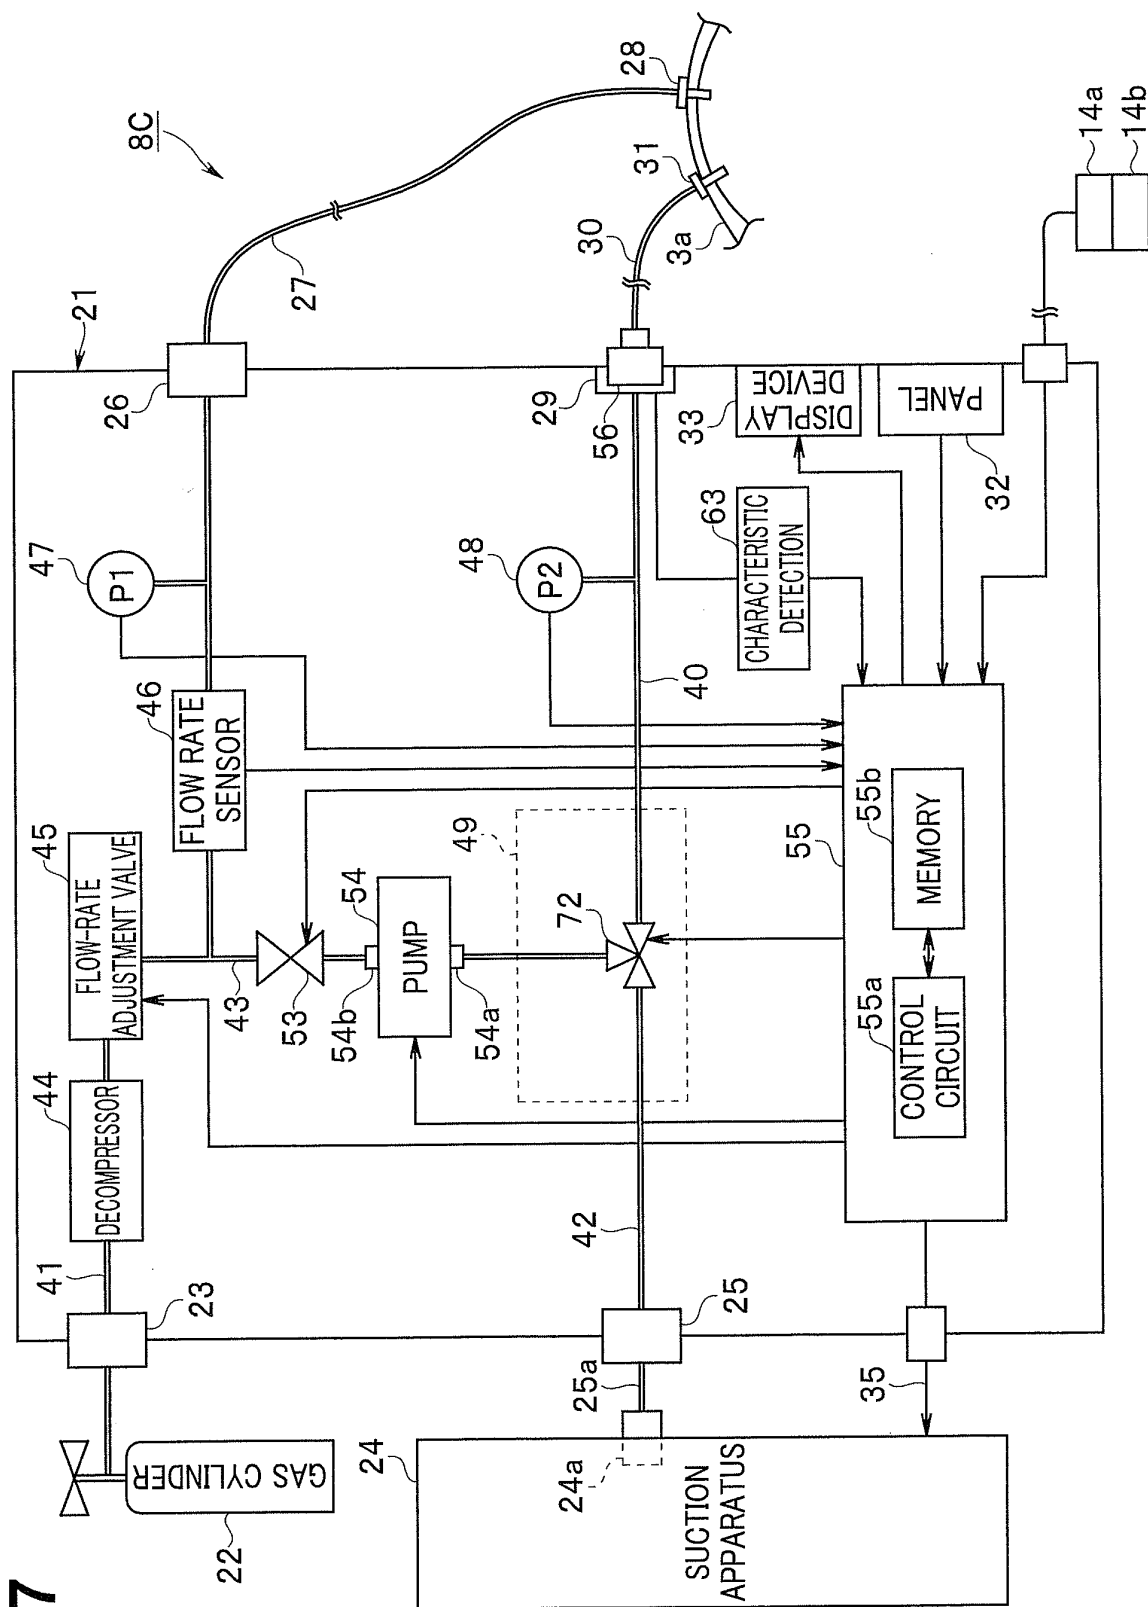 7
8C
21
22
GAS CYLINDER
23
41
44
DECOMPRESSOR
45
FLOW-RATE
ADJUSTMENT VALVE
46
FLOW RATE
SENSOR
47
P1
26
27
28
43
53
54b
54
PUMP
54a
49
72
48
P2
40
29
56
30
31
3a
24
SUCTION
APPARATUS
24a
25a
25
42
63
CHARACTERISTIC
DETECTION
33
DISPLAY
DEVICE
PANEL
32
55
55a
CONTROL
CIRCUIT
55b
MEMORY
35
14a
14b